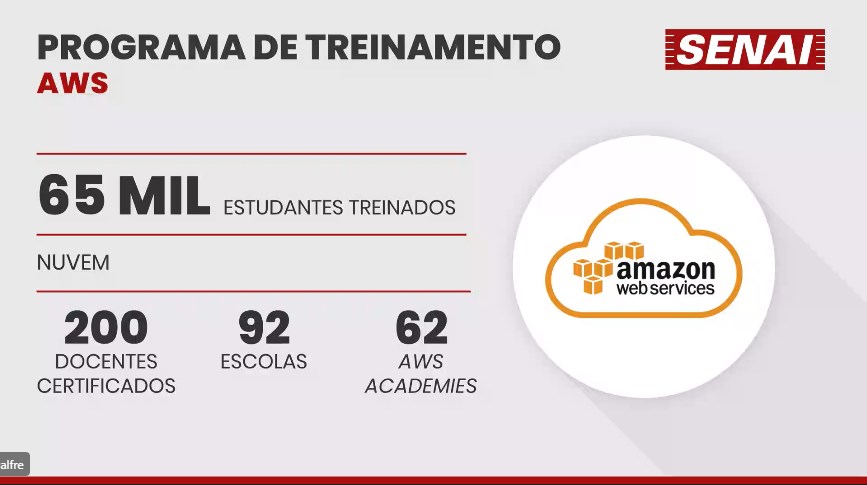 PROGRAMA DE TREINAMENTO
AWS
SENAI
65 MIL ESTUDANTES TREINADOS
NUVEM
200
DOCENTES
CERTIFICADOS
92
ESCOLAS
62
AWS
ACADEMIES
amazon
web services
alfre